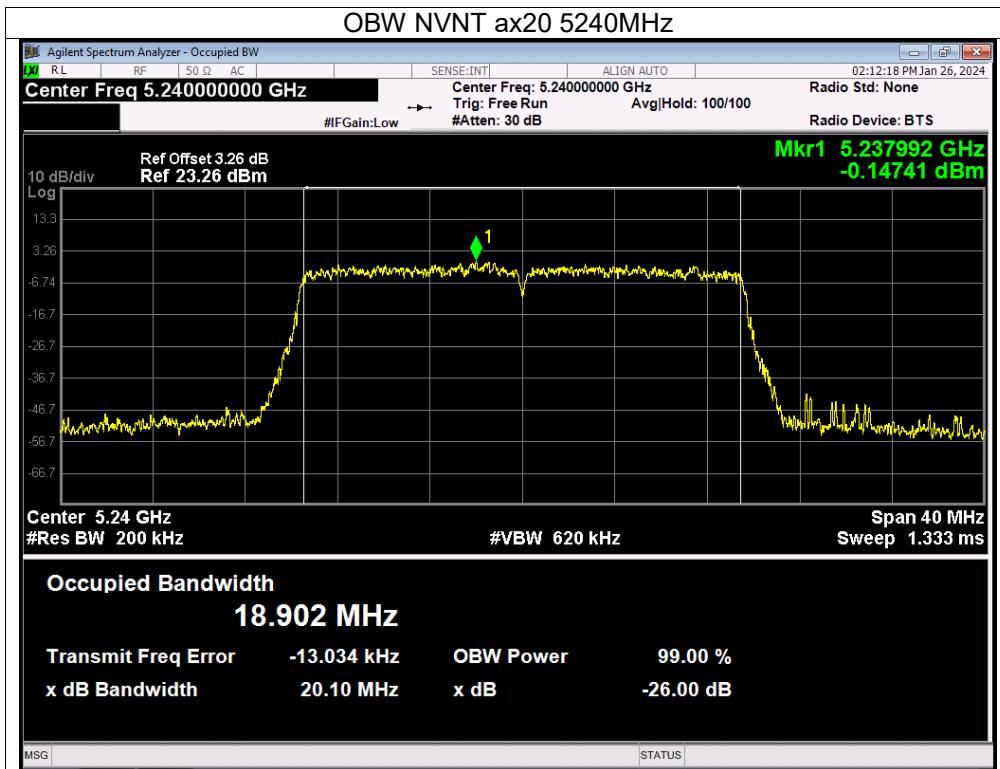 OBW NVNT ax20 5240MHz
Agilent Spectrum Analyzer - Occupied BW
LXI RL RF 50 Ω AC SENSE:INT ALIGN AUTO 02:12:18 PM Jan 26, 2024
Center Freq 5.240000000 GHz Center Freq: 5.240000000 GHz Radio Std: None
Trig: Free Run Avg|Hold: 100/100
#IFGain:Low #Atten: 30 dB Radio Device: BTS
Mkr1 5.237992 GHz
-0.14741 dBm
Ref Offset 3.26 dB
10 dB/div Ref 23.26 dBm
Log
13.3
3.26
1
-6.74
-16.7
-26.7
-36.7
-46.7
-56.7
-66.7
Center 5.24 GHz Span 40 MHz
#Res BW 200 kHz #VBW 620 kHz Sweep 1.333 ms
Occupied Bandwidth
18.902 MHz
Transmit Freq Error -13.034 kHz OBW Power 99.00 %
x dB Bandwidth 20.10 MHz x dB -26.00 dB
MSG STATUS